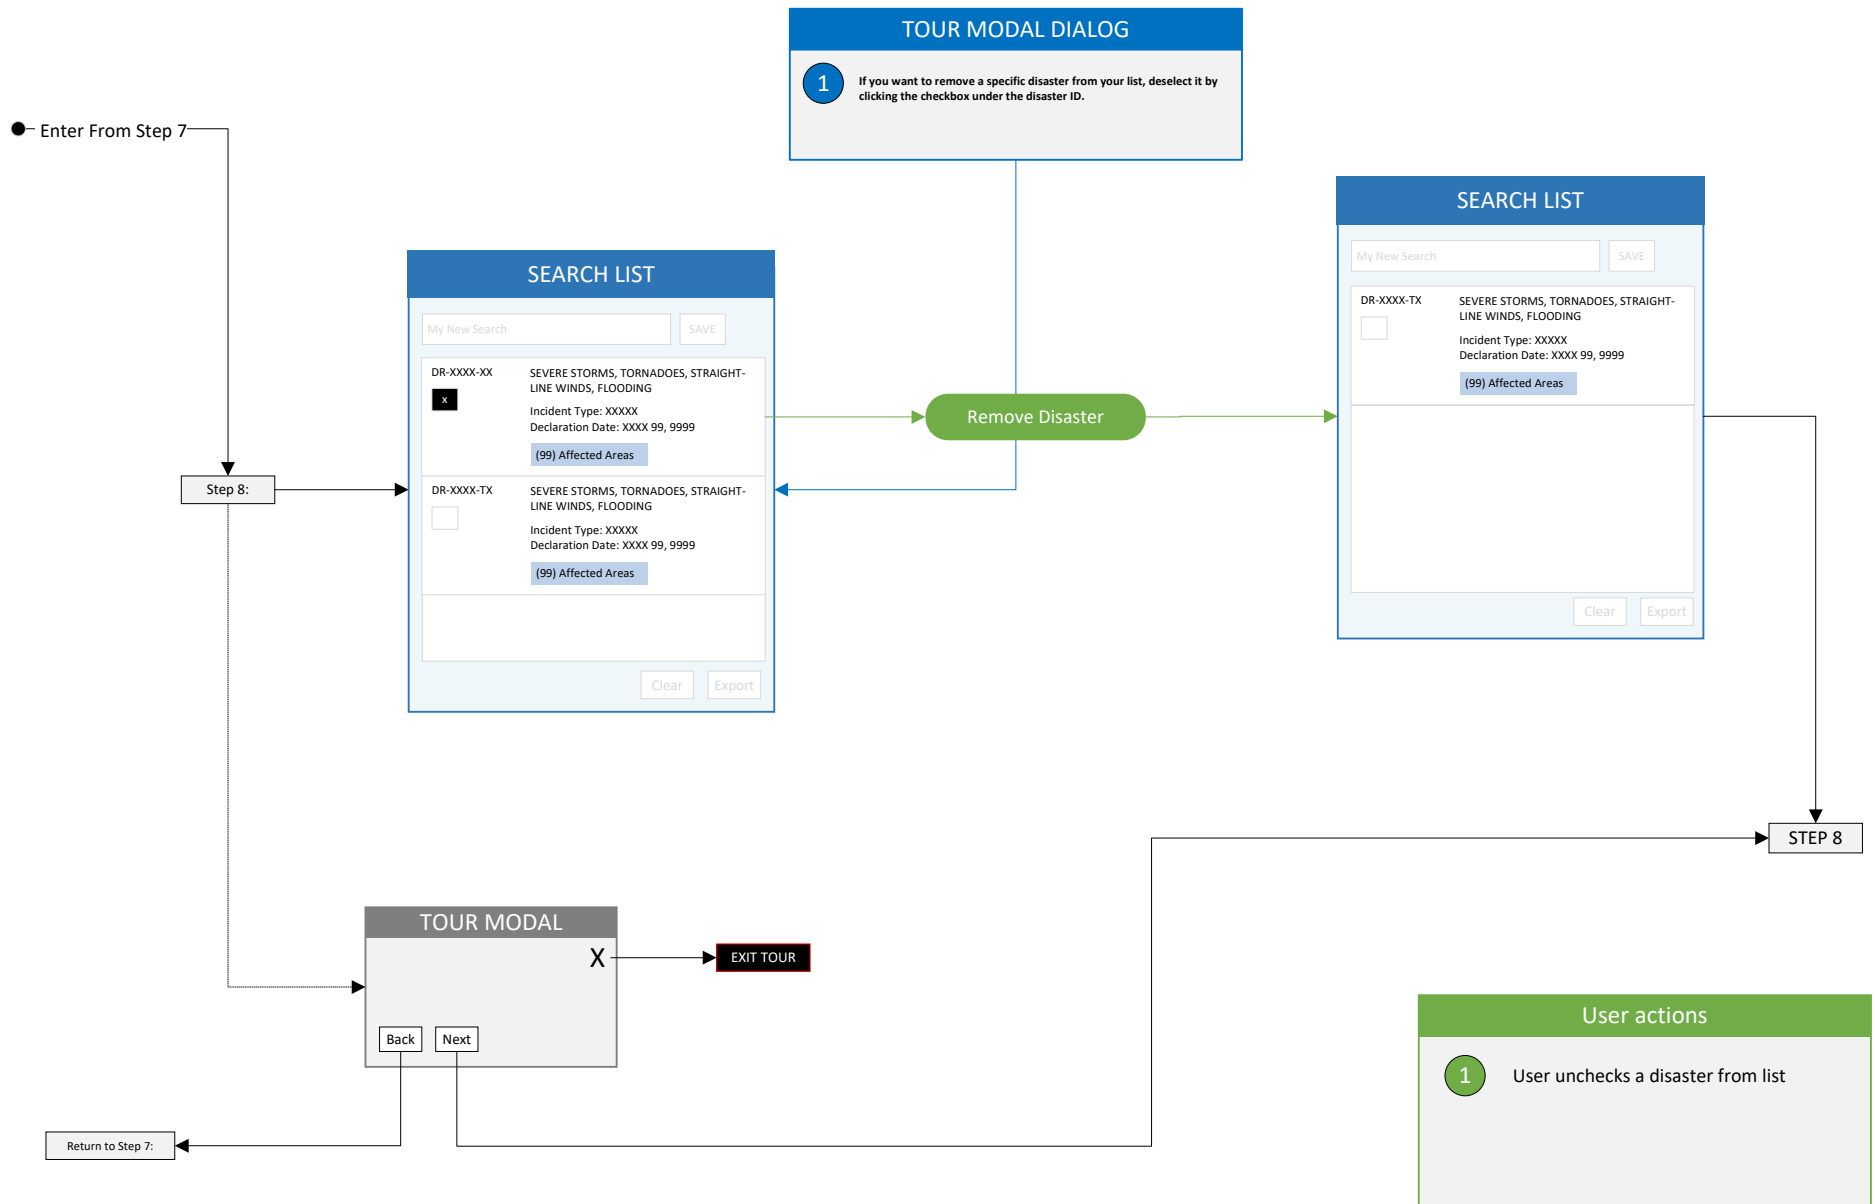 TOUR MODAL DIALOG
1
If you want to remove a specific disaster from your list, deselect it by
clicking the checkbox under the disaster ID.
Enter From Step 7
SEARCH LIST
My New Search
SAVE
DR-XXXX-TX
SEVERE STORMS, TORNADOES, STRAIGHT-
LINE WINDS, FLOODING
Incident Type: XXXXX
Declaration Date: XXXX 99, 9999
(99) Affected Areas
Clear
Export
SEARCH LIST
My New Search
SAVE
DR-XXXX-XX
x
SEVERE STORMS, TORNADOES, STRAIGHT-
LINE WINDS, FLOODING
Incident Type: XXXXX
Declaration Date: XXXX 99, 9999
(99) Affected Areas
DR-XXXX-TX
SEVERE STORMS, TORNADOES, STRAIGHT-
LINE WINDS, FLOODING
Incident Type: XXXXX
Declaration Date: XXXX 99, 9999
(99) Affected Areas
Clear
Export
Remove Disaster
Step 8:
STEP 8
TOUR MODAL
X
EXIT TOUR
Back
Next
Return to Step 7:
User actions
1
User unchecks a disaster from list